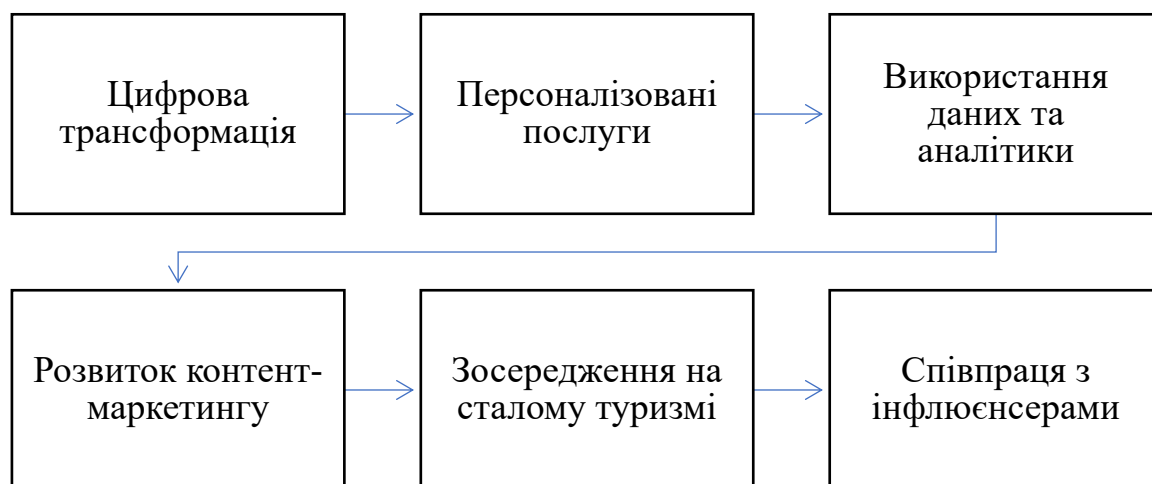 Цифрова
трансформація
Персоналізовані
послуги
Використання
даних та
аналітики
Розвиток контент-
маркетингу
Зосередження на
сталому туризмі
Співпраця з
інфлюєнсерами